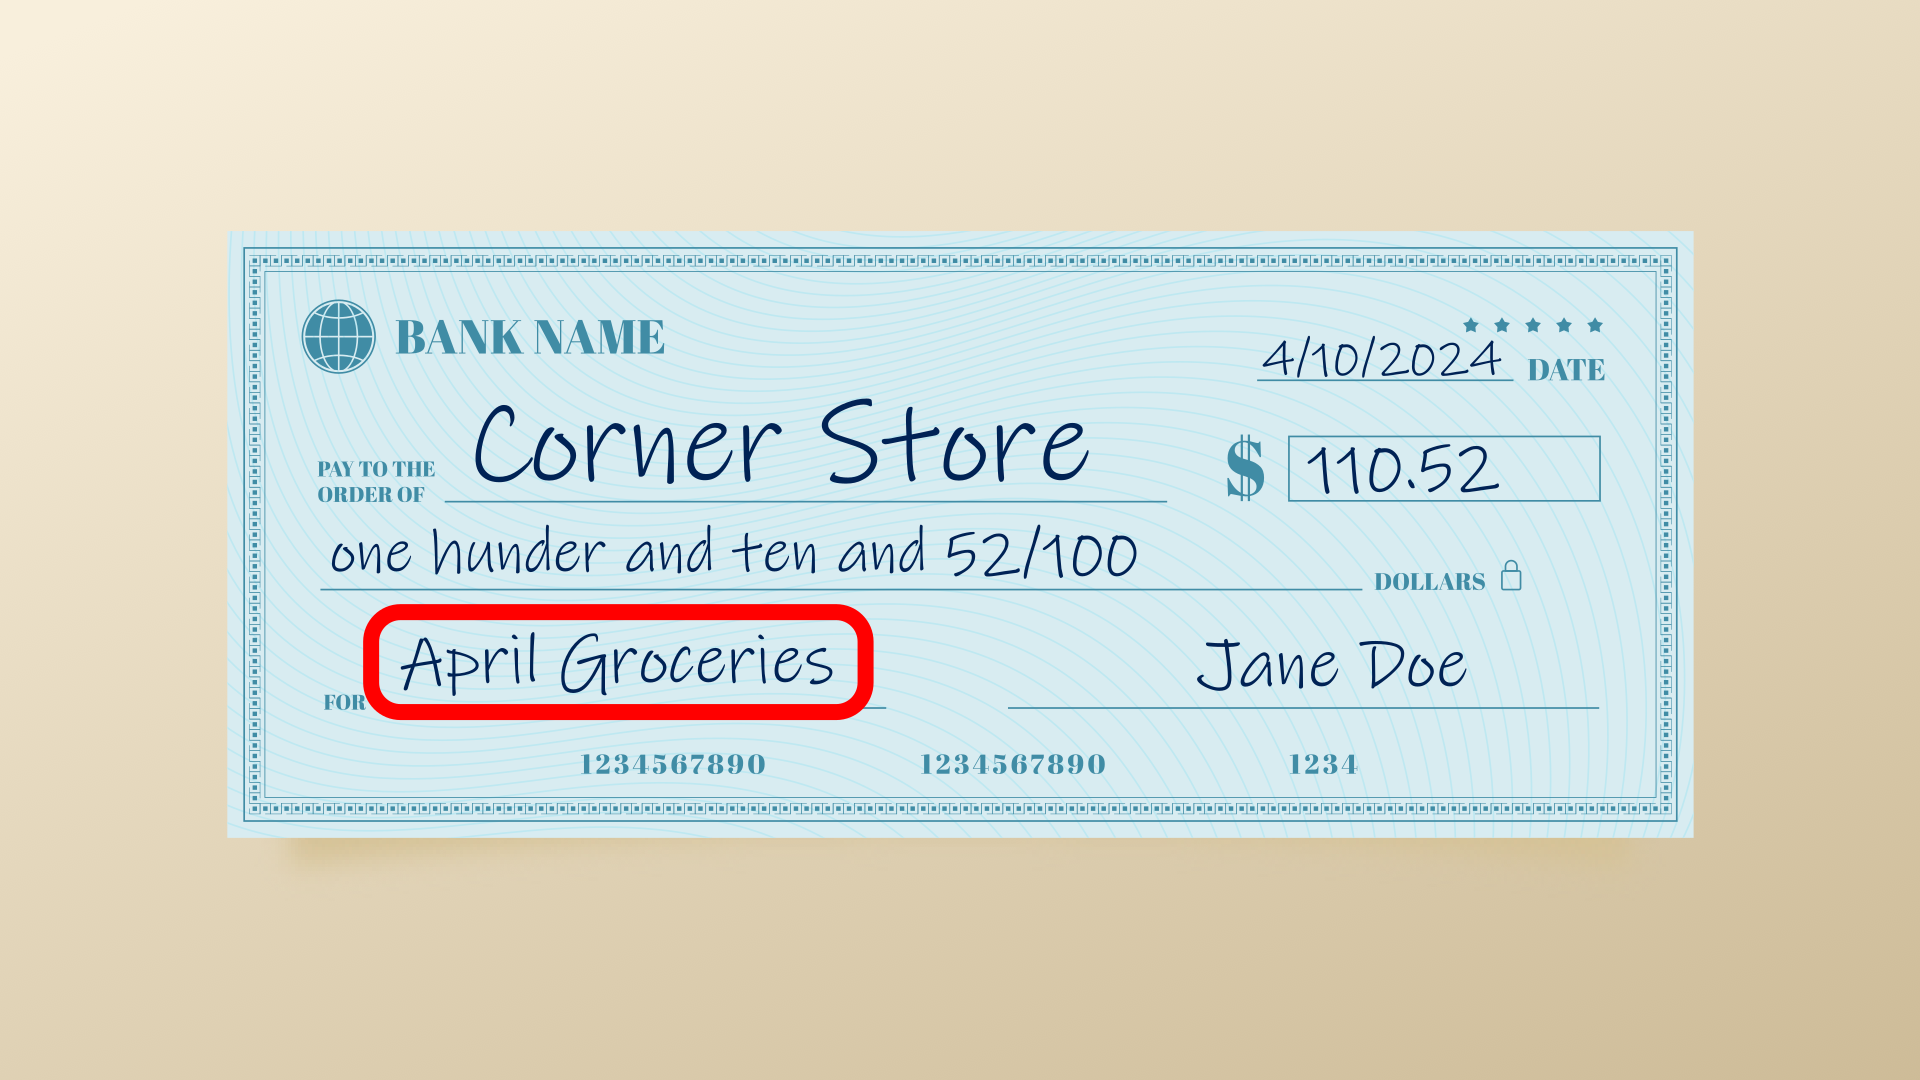 BANK NAME
4/10/2024 DATE
PAY TO THE
ORDER OF
Corner Store
$ 110.52
one hunder and ten and 52/100 DOLLARS
FOR April Groceries
Jane Doe
1234567890 1234567890 1234